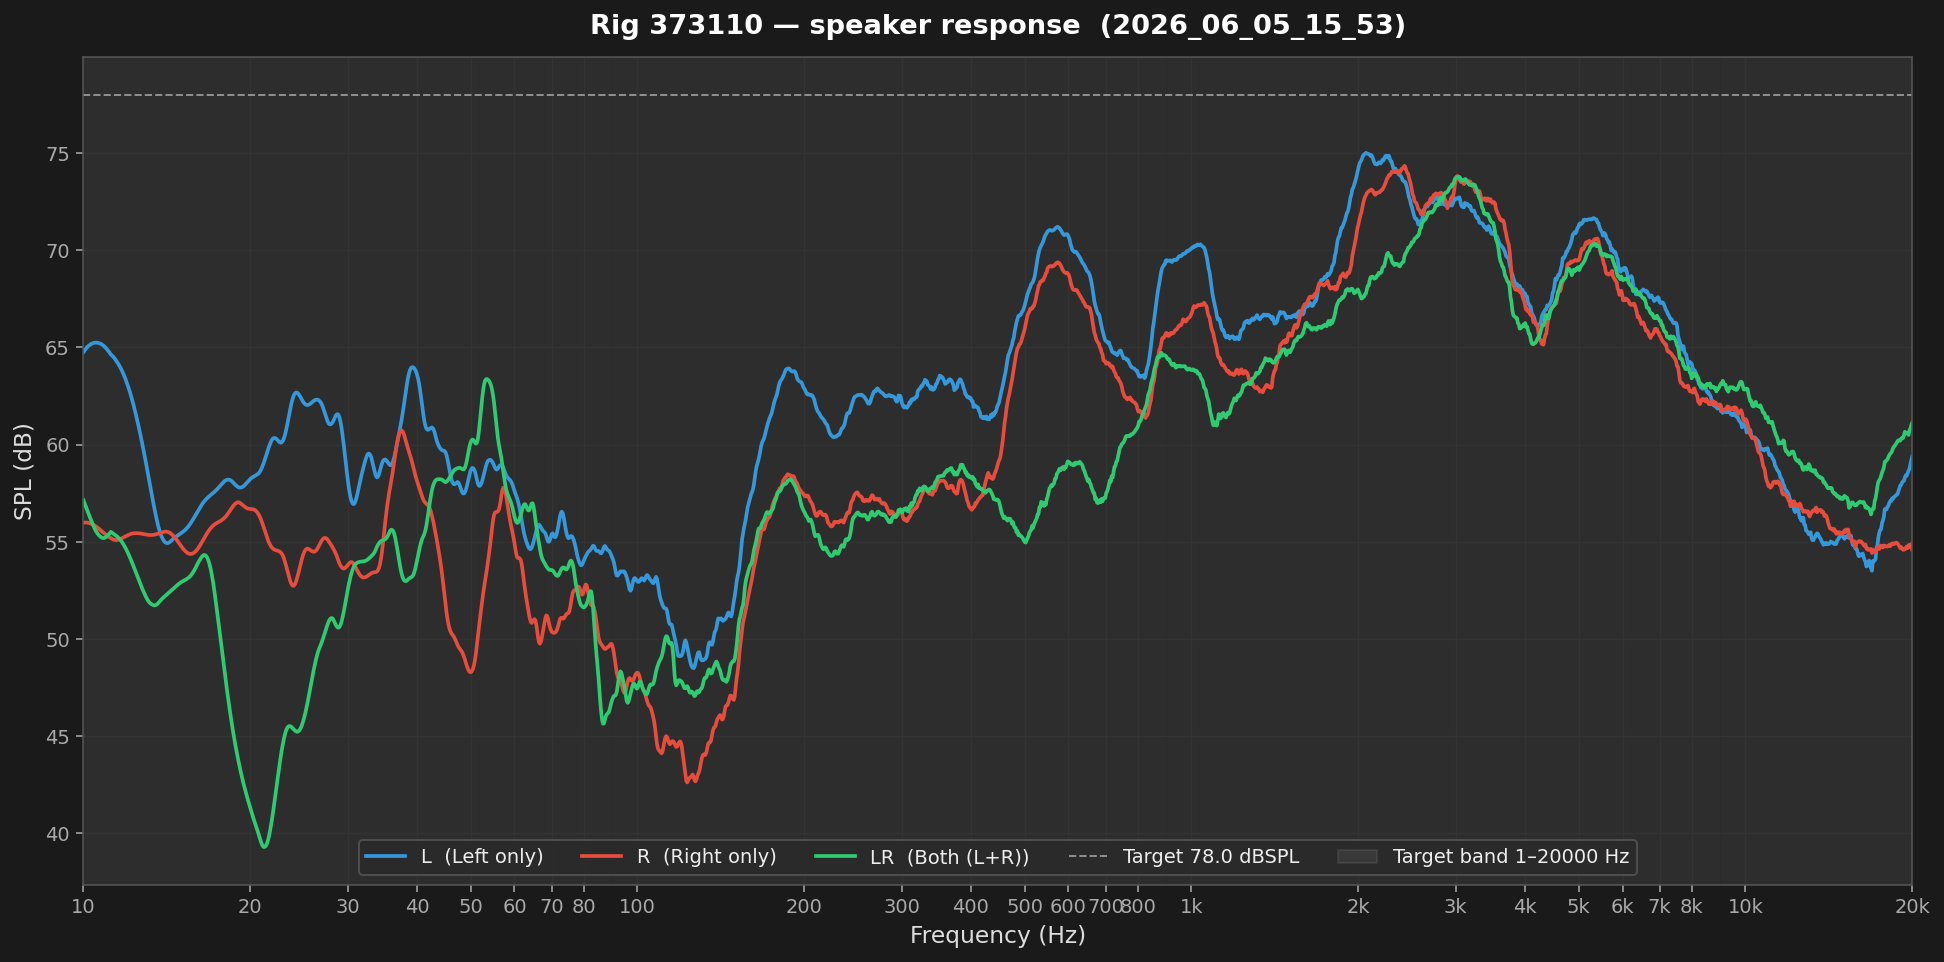 Rig 373110 — speaker response  (2026_06_05_15_53)
SPL (dB)
75
70
65
60
55
50
45
40
L  (Left only)
R  (Right only)
LR  (Both (L+R))
Target 78.0 dBSPL
Target band 1–20000 Hz
10 20 30 40 50 60 70 80 100 200 300 400 500 600 700 800 1k 2k 3k 4k 5k 6k 7k 8k 10k 20k
Frequency (Hz)